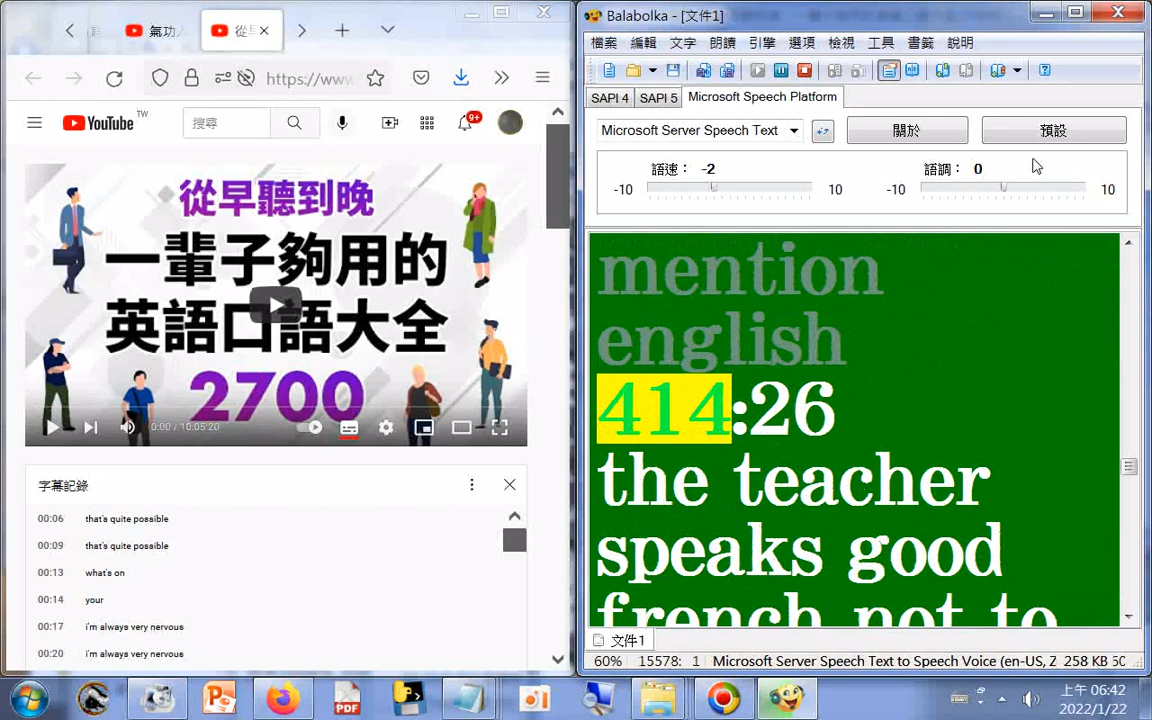 氣功
從
https://www
YouTube TW
搜尋
9+
從早聽到晚
一輩子夠用的
英語口語大全
2700
0:00 / 10:05:20
字幕記錄
00:06 that's quite possible
00:09 that's quite possible
00:13 what's on
00:14 your
00:17 i'm always very nervous
00:20 i'm always very nervous
Balabolka - [文件1]
檔案 編輯 文字 朗讀 引擎 選項 檢視 工具 書籤 說明
SAPI 4 SAPI 5 Microsoft Speech Platform
Microsoft Server Speech Text 關於 預設
語速： -2 語調： 0
-10 10 -10 10
mention
english
414:26
the teacher
speaks good
french not to
文件1
60% 15578: 1 Microsoft Server Speech Text to Speech Voice (en-US, Z 258 KB
PDF
上午 06:42
2022/1/22